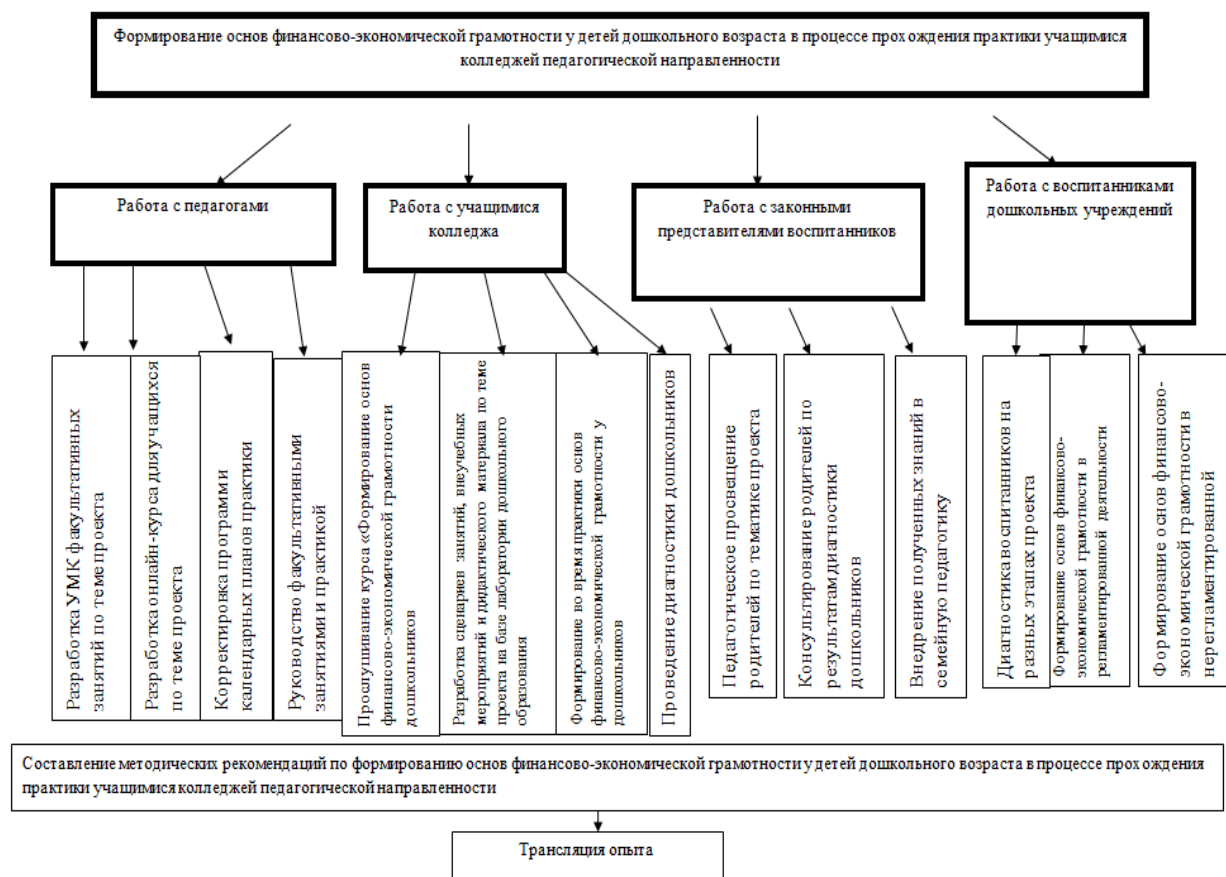 Формирование основ финансово-экономической грамотности у детей дошкольного возраста в процессе прохождения практики учащимися
колледжей педагогической направленности
Работа с педагогами
Работа с учащимися
колледжа
Работа с законными
представителями воспитанников
Работа с воспитанниками
дошкольных учреждений
Разработка УМК факультативных
занятий по теме проекта
Разработка онлайн-курса для учащихся
по теме проекта
Корректировка программ и
календарных планов практики
Руководство факультативными
занятиями и практикой
Прослушивание курса «Формирование основ
финансово-экономической грамотности
дошкольников
Разработка сценариев занятий, внеучебных
мероприятий и дидактического материала по теме
проекта на базе лаборатории дошкольного
образования
Формирование во время практики основ
финансово-экономической грамотности у
дошкольников
Проведение диагностики дошкольников
Педагогическое просвещение
родителей по тематике проекта
Консультирование родителей по
результатам диагностики
дошкольников
Внедрение полученных знаний в
семейную педагогику
Диагностика воспитанников на
разных этапах проекта
Формирование основ финансово-
экономической грамотности в
регламентированной деятельности
Формирование основ финансово-
экономической грамотности в
нерегламентированной
Составление методических рекомендаций по формированию основ финансово-экономической грамотности у детей дошкольного возраста в процессе прохождения
практики учащимися колледжей педагогической направленности
Трансляция опыта